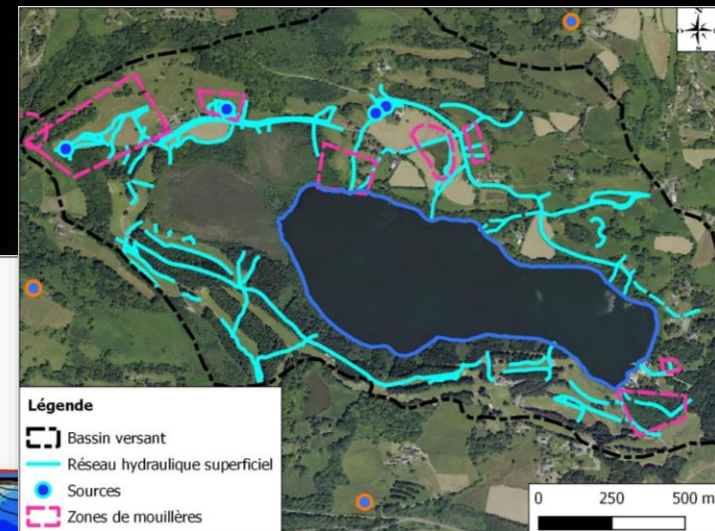 Légende
Bassin versant
Réseau hydraulique superficiel
Sources
Zones de mouillères
0 250 500 m